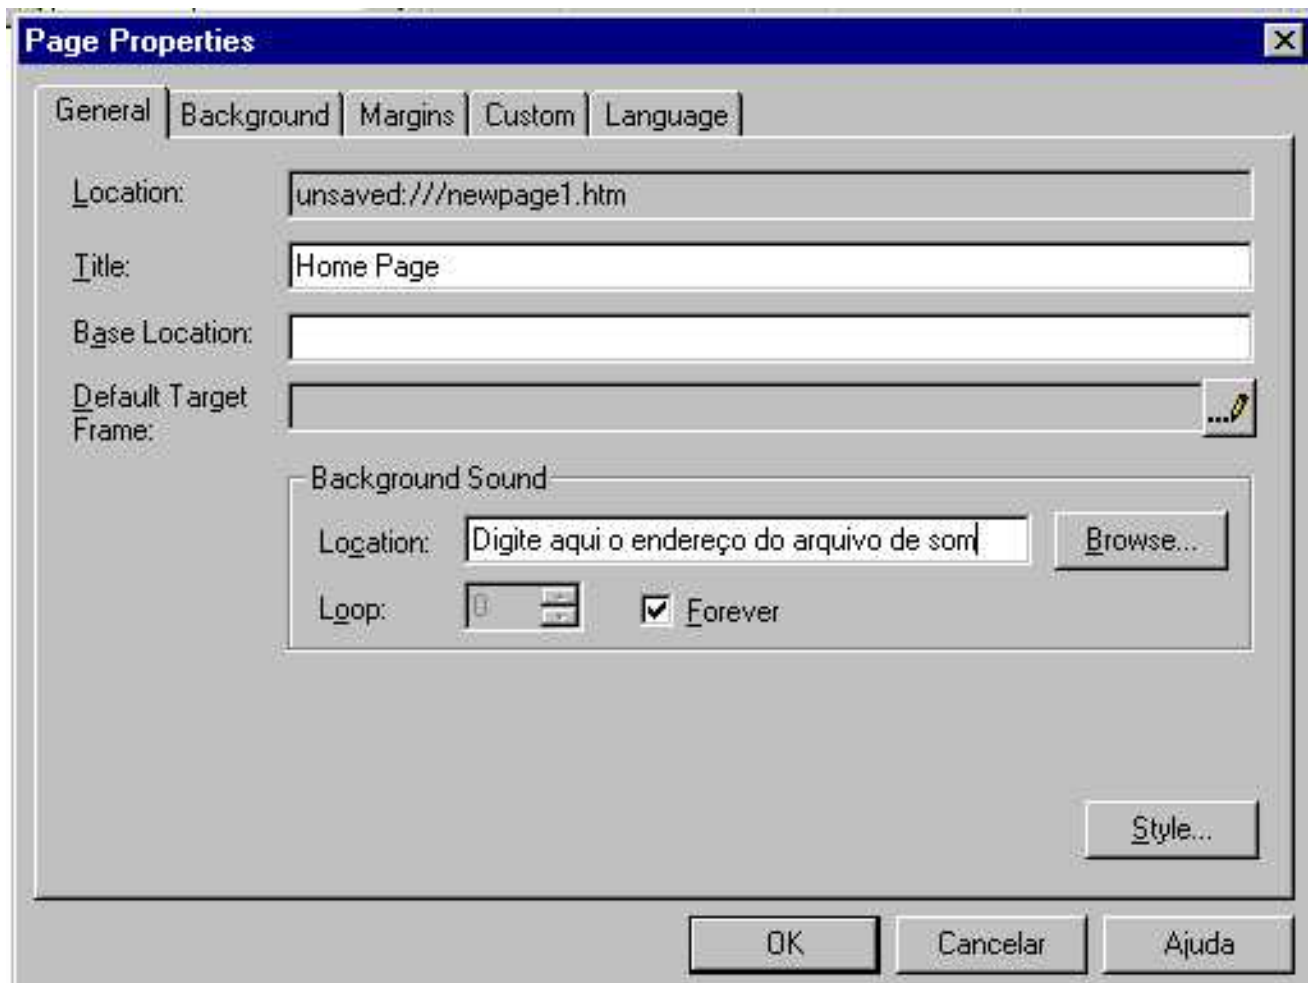 Page Properties
General Background Margins Custom Language
Location: unsaved:///newpage1.htm
Title: Home Page
Base Location:
Default Target
Frame:
...
Background Sound
Location: Digite aqui o endereço do arquivo de som Browse...
Loop: 0 Forever
Style...
OK Cancelar Ajuda